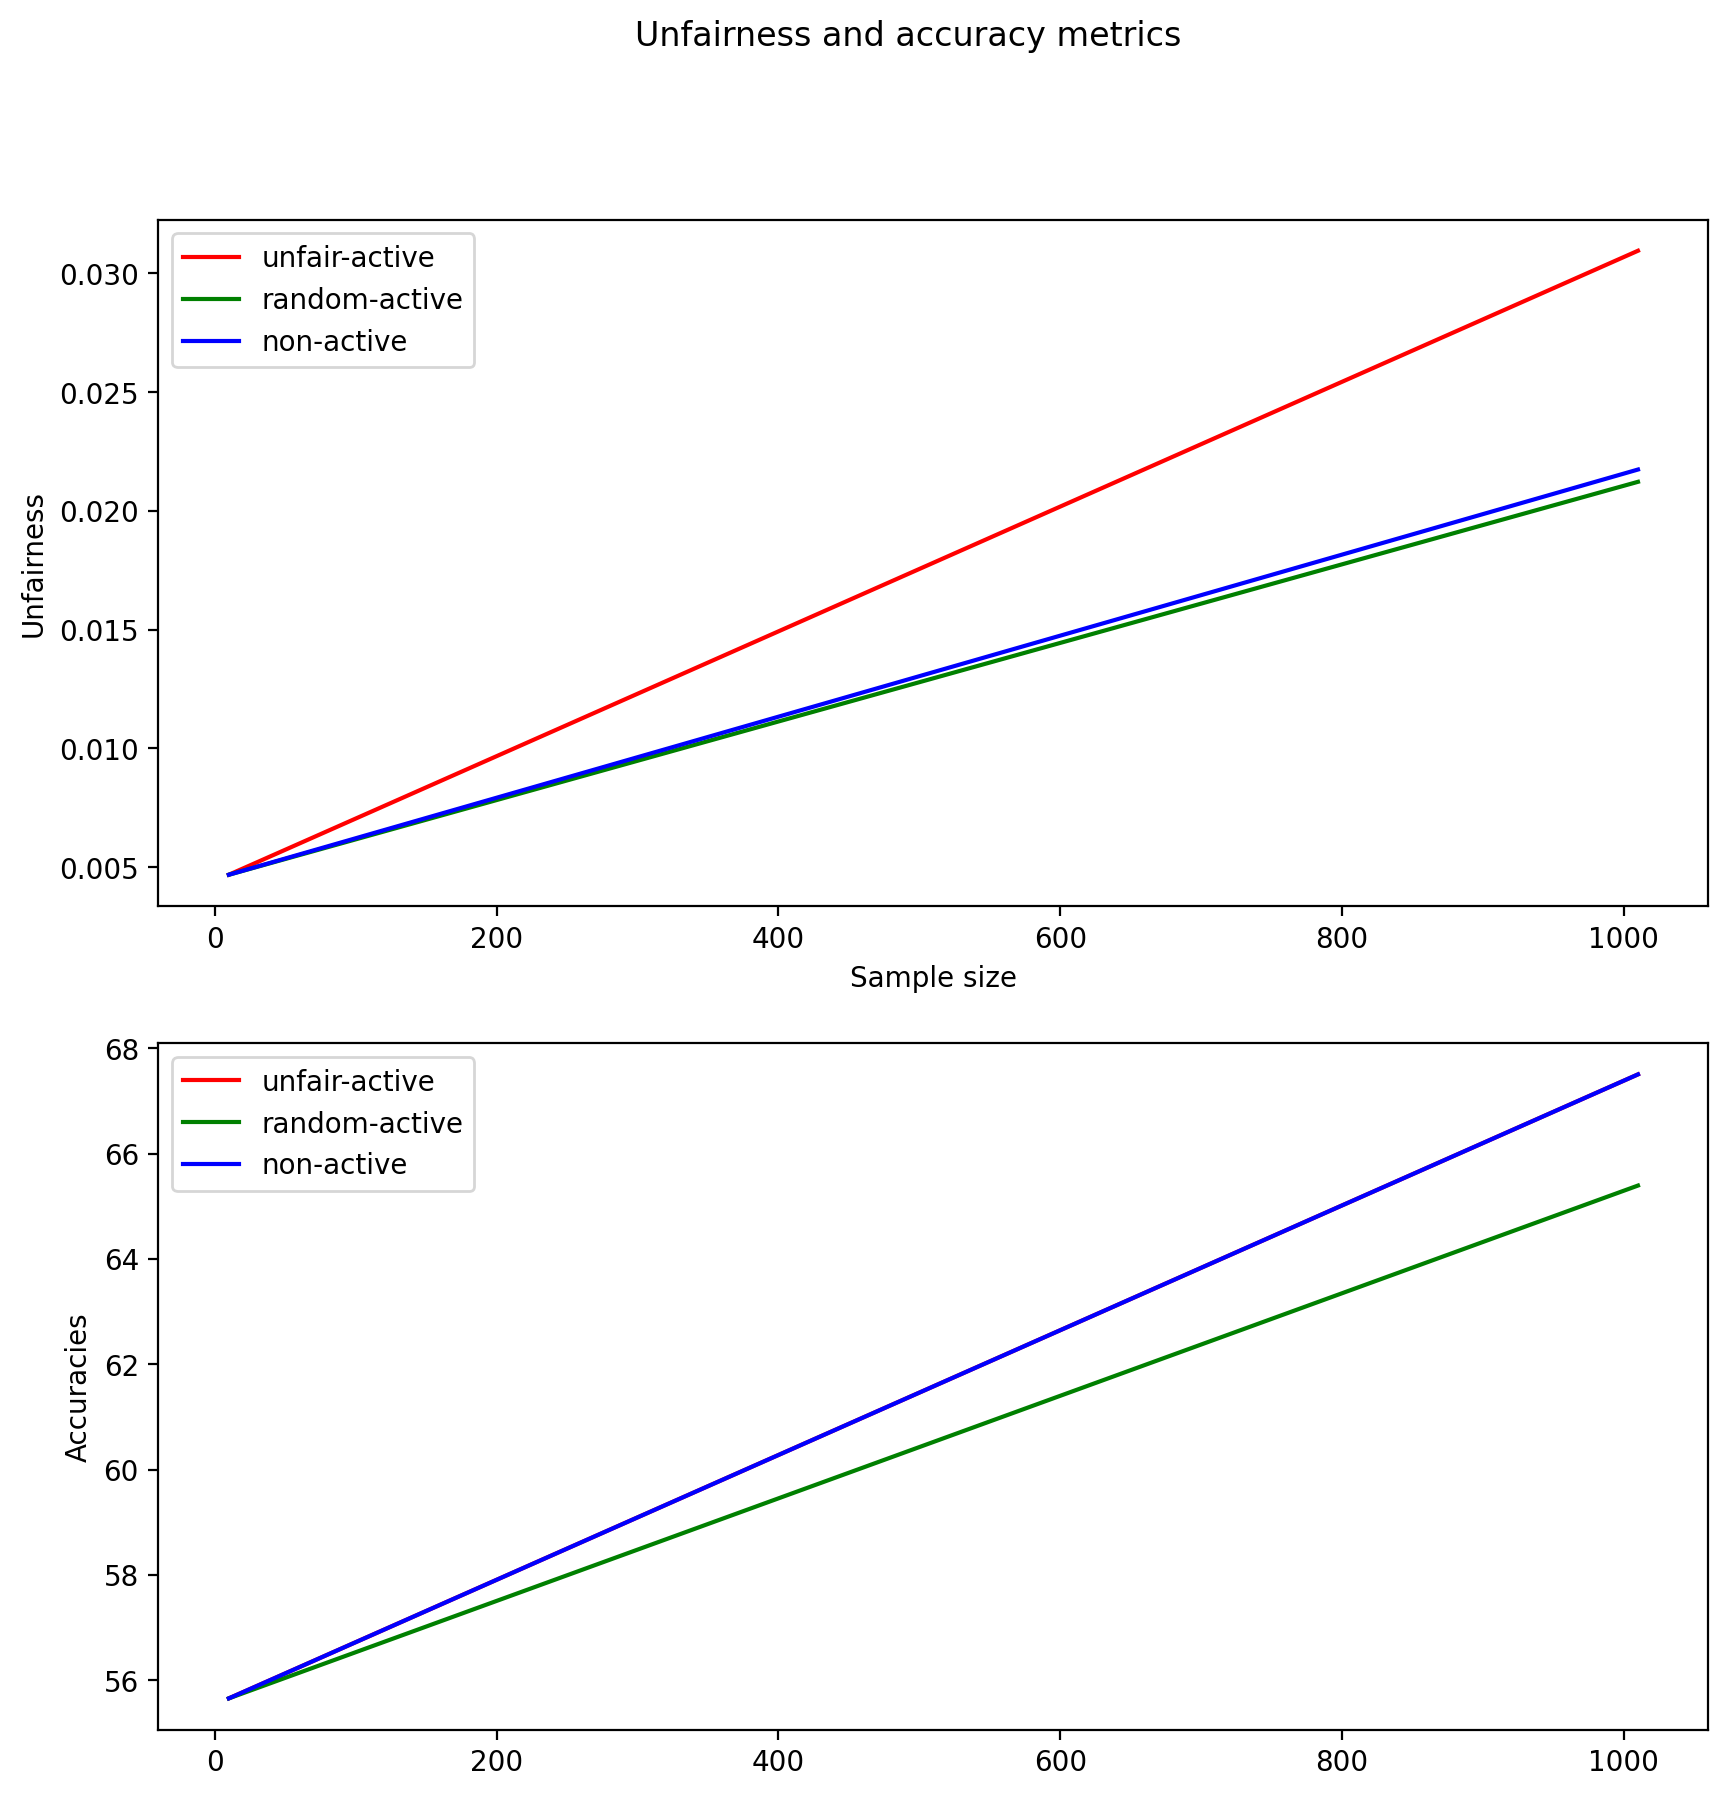 Unfairness and accuracy metrics
unfair-active
random-active
non-active
0.030
0.025
0.020
0.015
0.010
0.005
Unfairness
0 200 400 600 800 1000
Sample size
unfair-active
random-active
non-active
68
66
64
62
60
58
56
Accuracies
0 200 400 600 800 1000